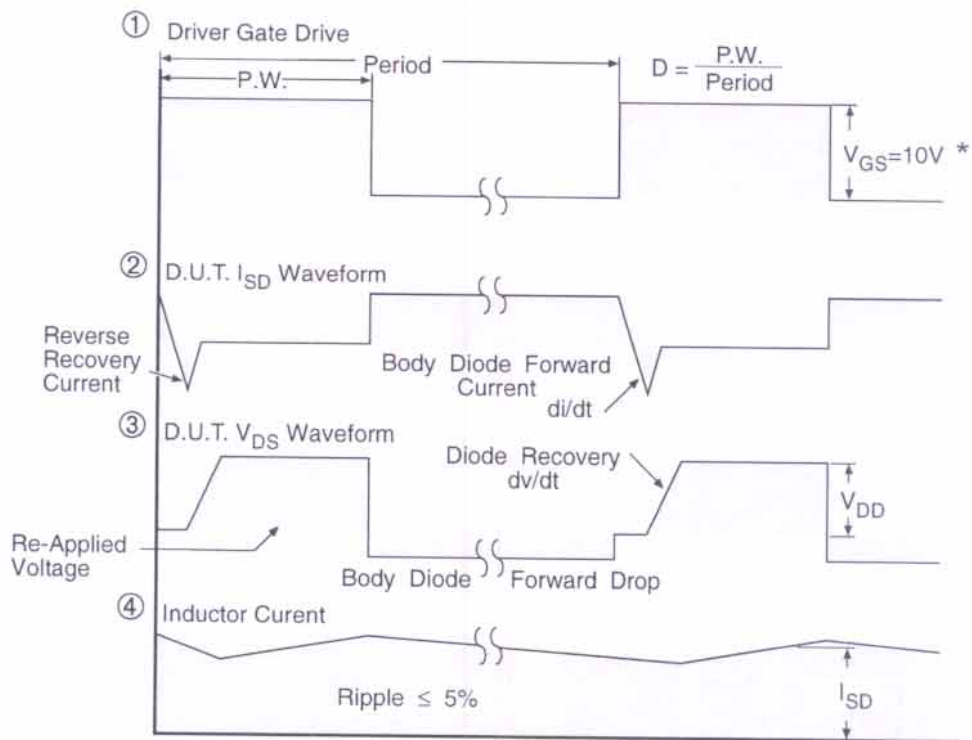 ① Driver Gate Drive
Period
P.W.
D = P.W. / Period
V_GS=10V *
② D.U.T. I_SD Waveform
Reverse
Recovery
Current
Body Diode Forward
Current
di/dt
③ D.U.T. V_DS Waveform
Diode Recovery
dv/dt
V_DD
Re-Applied
Voltage
Body Diode Forward Drop
④ Inductor Curent
Ripple ≤ 5%
I_SD